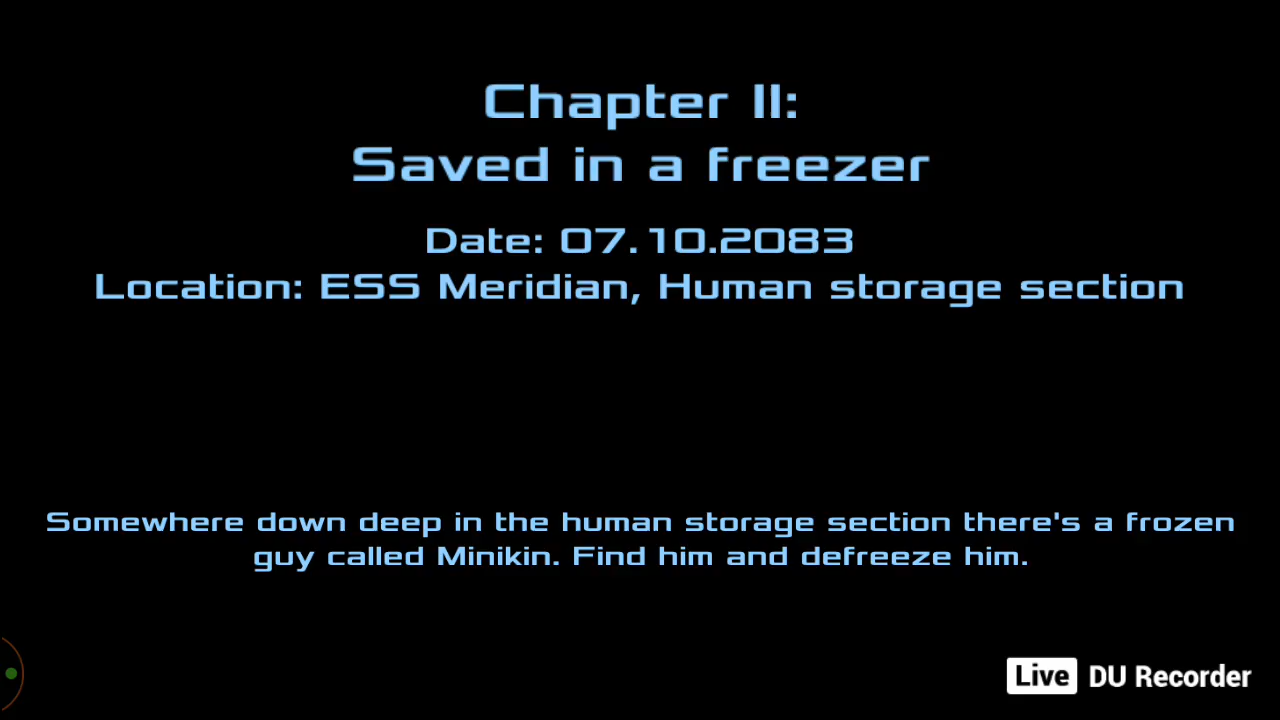 Chapter II:
Saved in a freezer
Date: 07.10.2083
Location: ESS Meridian, Human storage section
Somewhere down deep in the human storage section there's a frozen
guy called Minikin. Find him and defreeze him.
Live DU Recorder